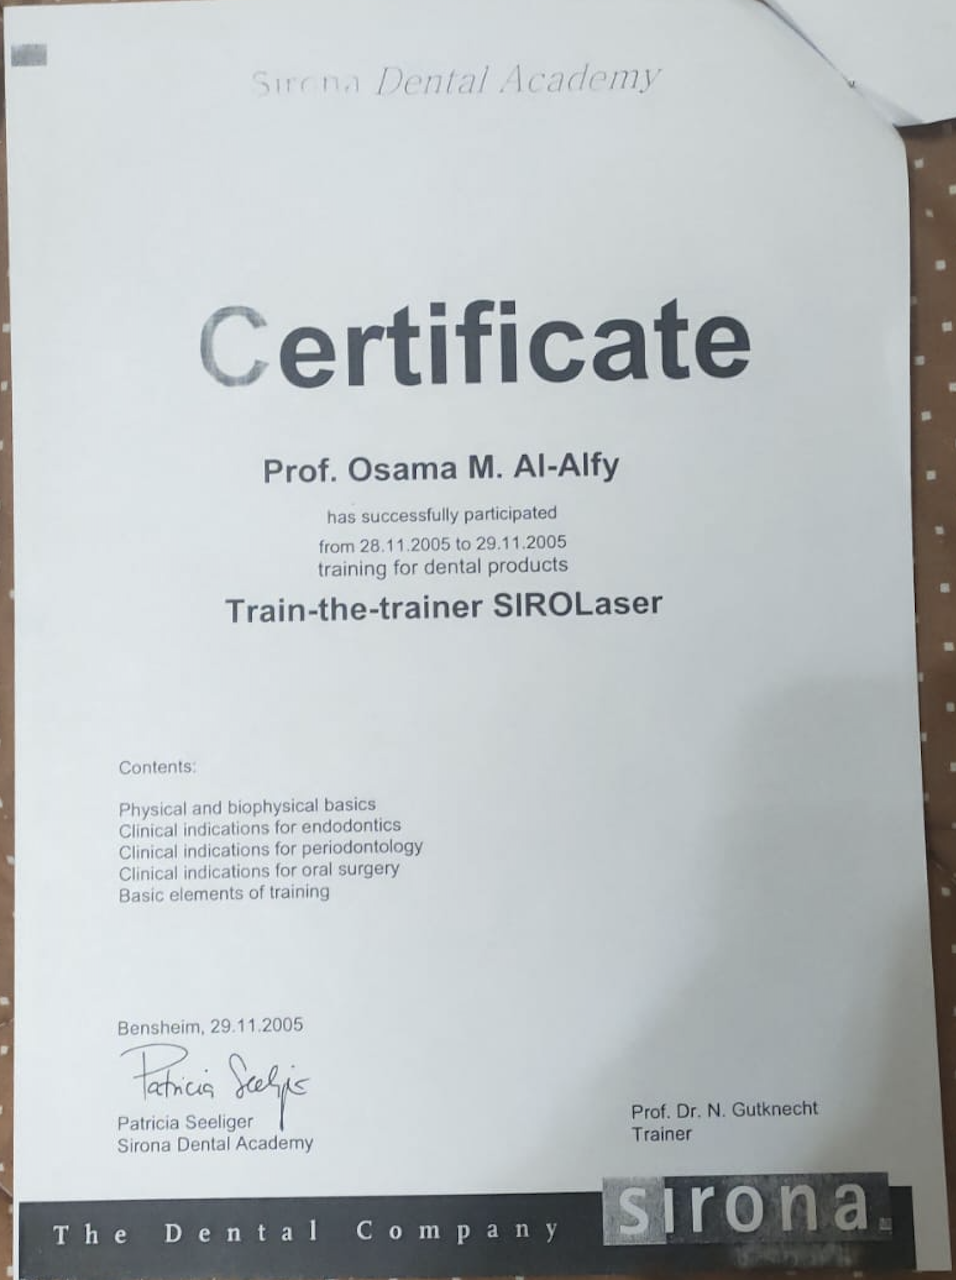 Sirona Dental Academy
Certificate
Prof. Osama M. Al-Alfy
has successfully participated
from 28.11.2005 to 29.11.2005
training for dental products
Train-the-trainer SIROLaser
Contents:
Physical and biophysical basics
Clinical indications for endodontics
Clinical indications for periodontology
Clinical indications for oral surgery
Basic elements of training
Bensheim, 29.11.2005
Patricia Seeliger
Patricia Seeliger
Sirona Dental Academy
Prof. Dr. N. Gutknecht
Trainer
The Dental Company
sirona